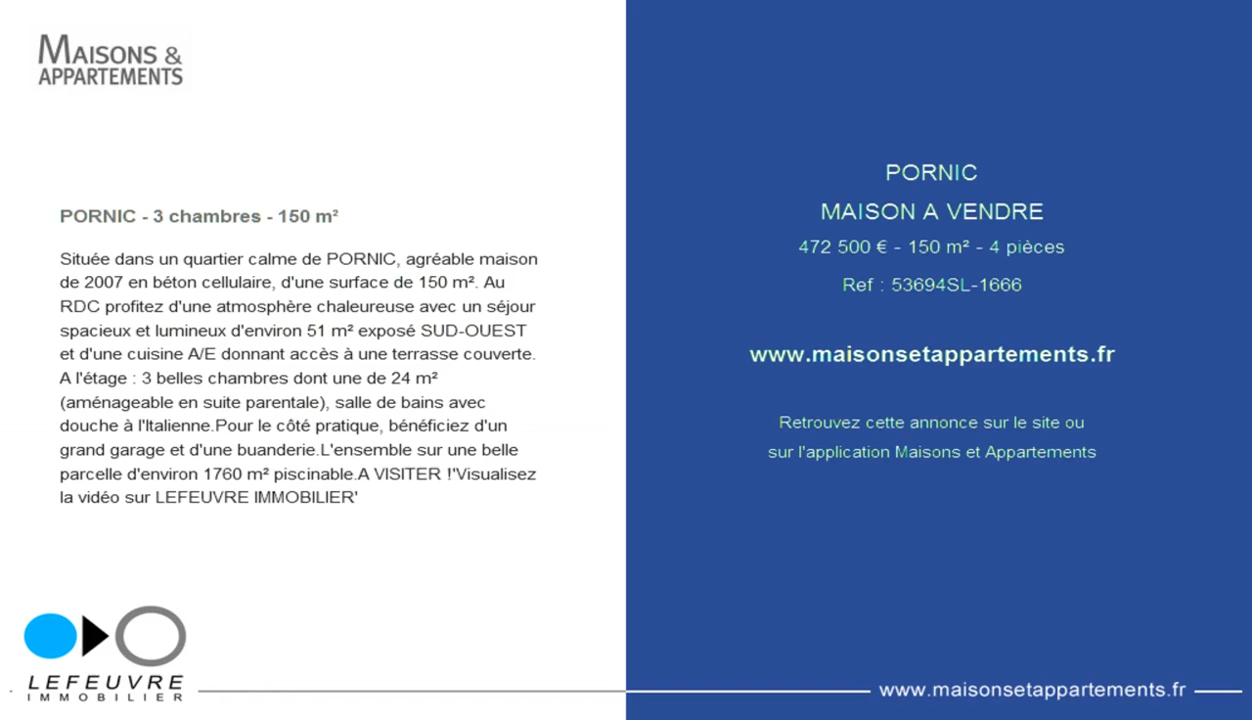 MAISONS &
APPARTEMENTS
PORNIC - 3 chambres - 150 m²
Située dans un quartier calme de PORNIC, agréable maison
de 2007 en béton cellulaire, d'une surface de 150 m². Au
RDC profitez d'une atmosphère chaleureuse avec un séjour
spacieux et lumineux d'environ 51 m² exposé SUD-OUEST
et d'une cuisine A/E donnant accès à une terrasse couverte.
A l'étage : 3 belles chambres dont une de 24 m²
(aménageable en suite parentale), salle de bains avec
douche à l'Italienne.Pour le côté pratique, bénéficiez d'un
grand garage et d'une buanderie.L'ensemble sur une belle
parcelle d'environ 1760 m² piscinable.A VISITER !'Visualisez
la vidéo sur LEFEUVRE IMMOBILIER'
LEFEUVRE
IMMOBILIER
PORNIC
MAISON A VENDRE
472 500 € - 150 m² - 4 pièces
Ref : 53694SL-1666
www.maisonsetappartements.fr
Retrouvez cette annonce sur le site ou
sur l'application Maisons et Appartements
www.maisonsetappartements.fr